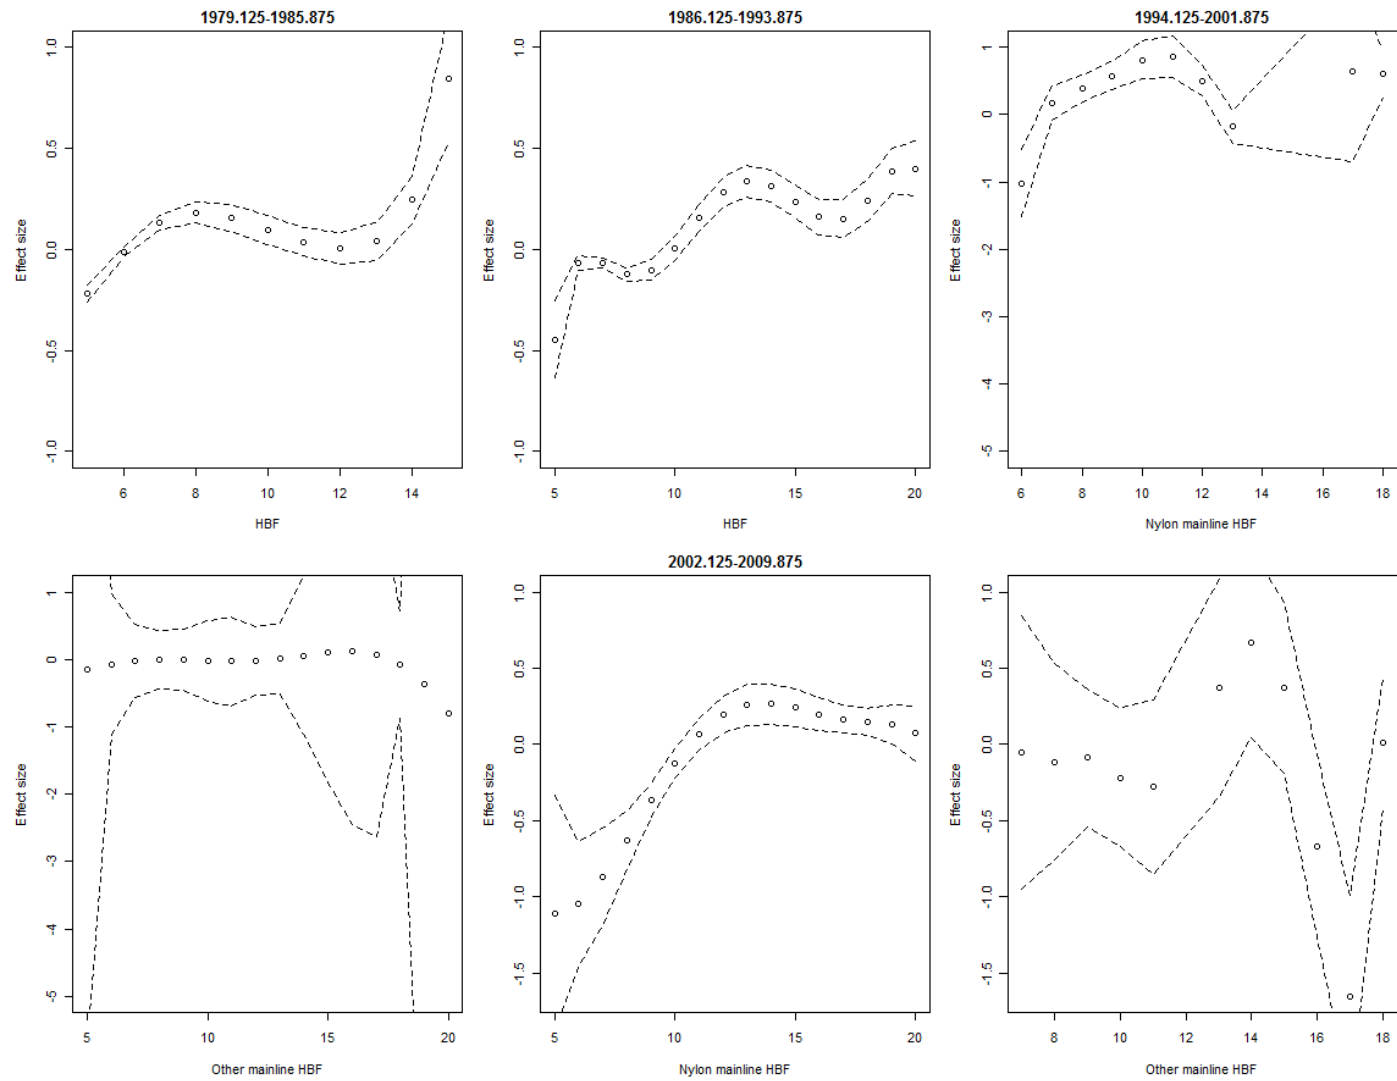 1979.125-1985.875
1986.125-1993.875
1994.125-2001.875
Effect size
1.0
0.5
0.0
-0.5
-1.0
6 8 10 12 14
HBF
Effect size
1.0
0.5
0.0
-0.5
-1.0
5 10 15 20
HBF
Effect size
1
0
-1
-2
-3
-4
-5
6 8 10 12 14 16 18
Nylon mainline HBF
2002.125-2009.875
Effect size
1
0
-1
-2
-3
-4
-5
5 10 15 20
Other mainline HBF
Effect size
1.0
0.5
0.0
-0.5
-1.0
-1.5
5 10 15 20
Nylon mainline HBF
Effect size
1.0
0.5
0.0
-0.5
-1.0
-1.5
8 10 12 14 16 18
Other mainline HBF